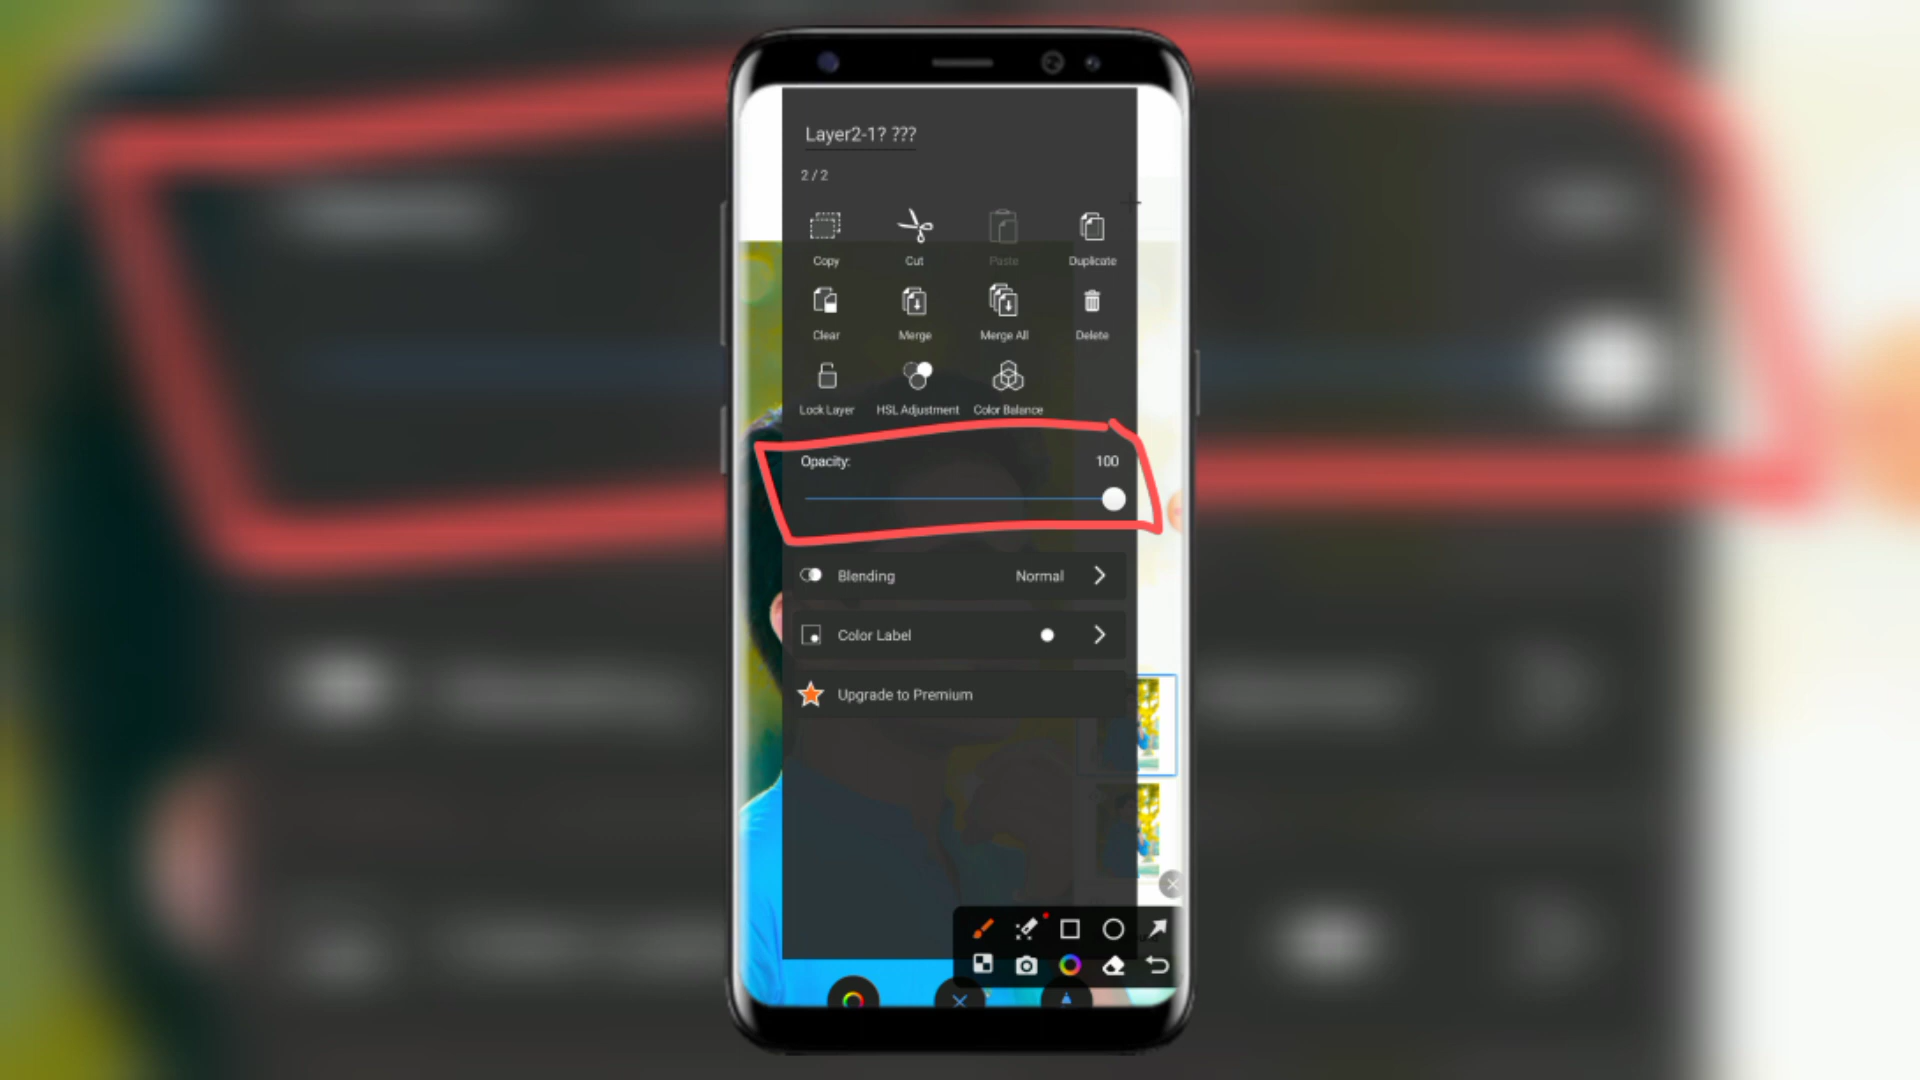 Layer2-1? ???
2 / 2
Copy Cut Paste Duplicate
Clear Merge Merge All Delete
Lock Layer HSL Adjustment Color Balance
Opacity: 100
Blending Normal
Color Label
Upgrade to Premium